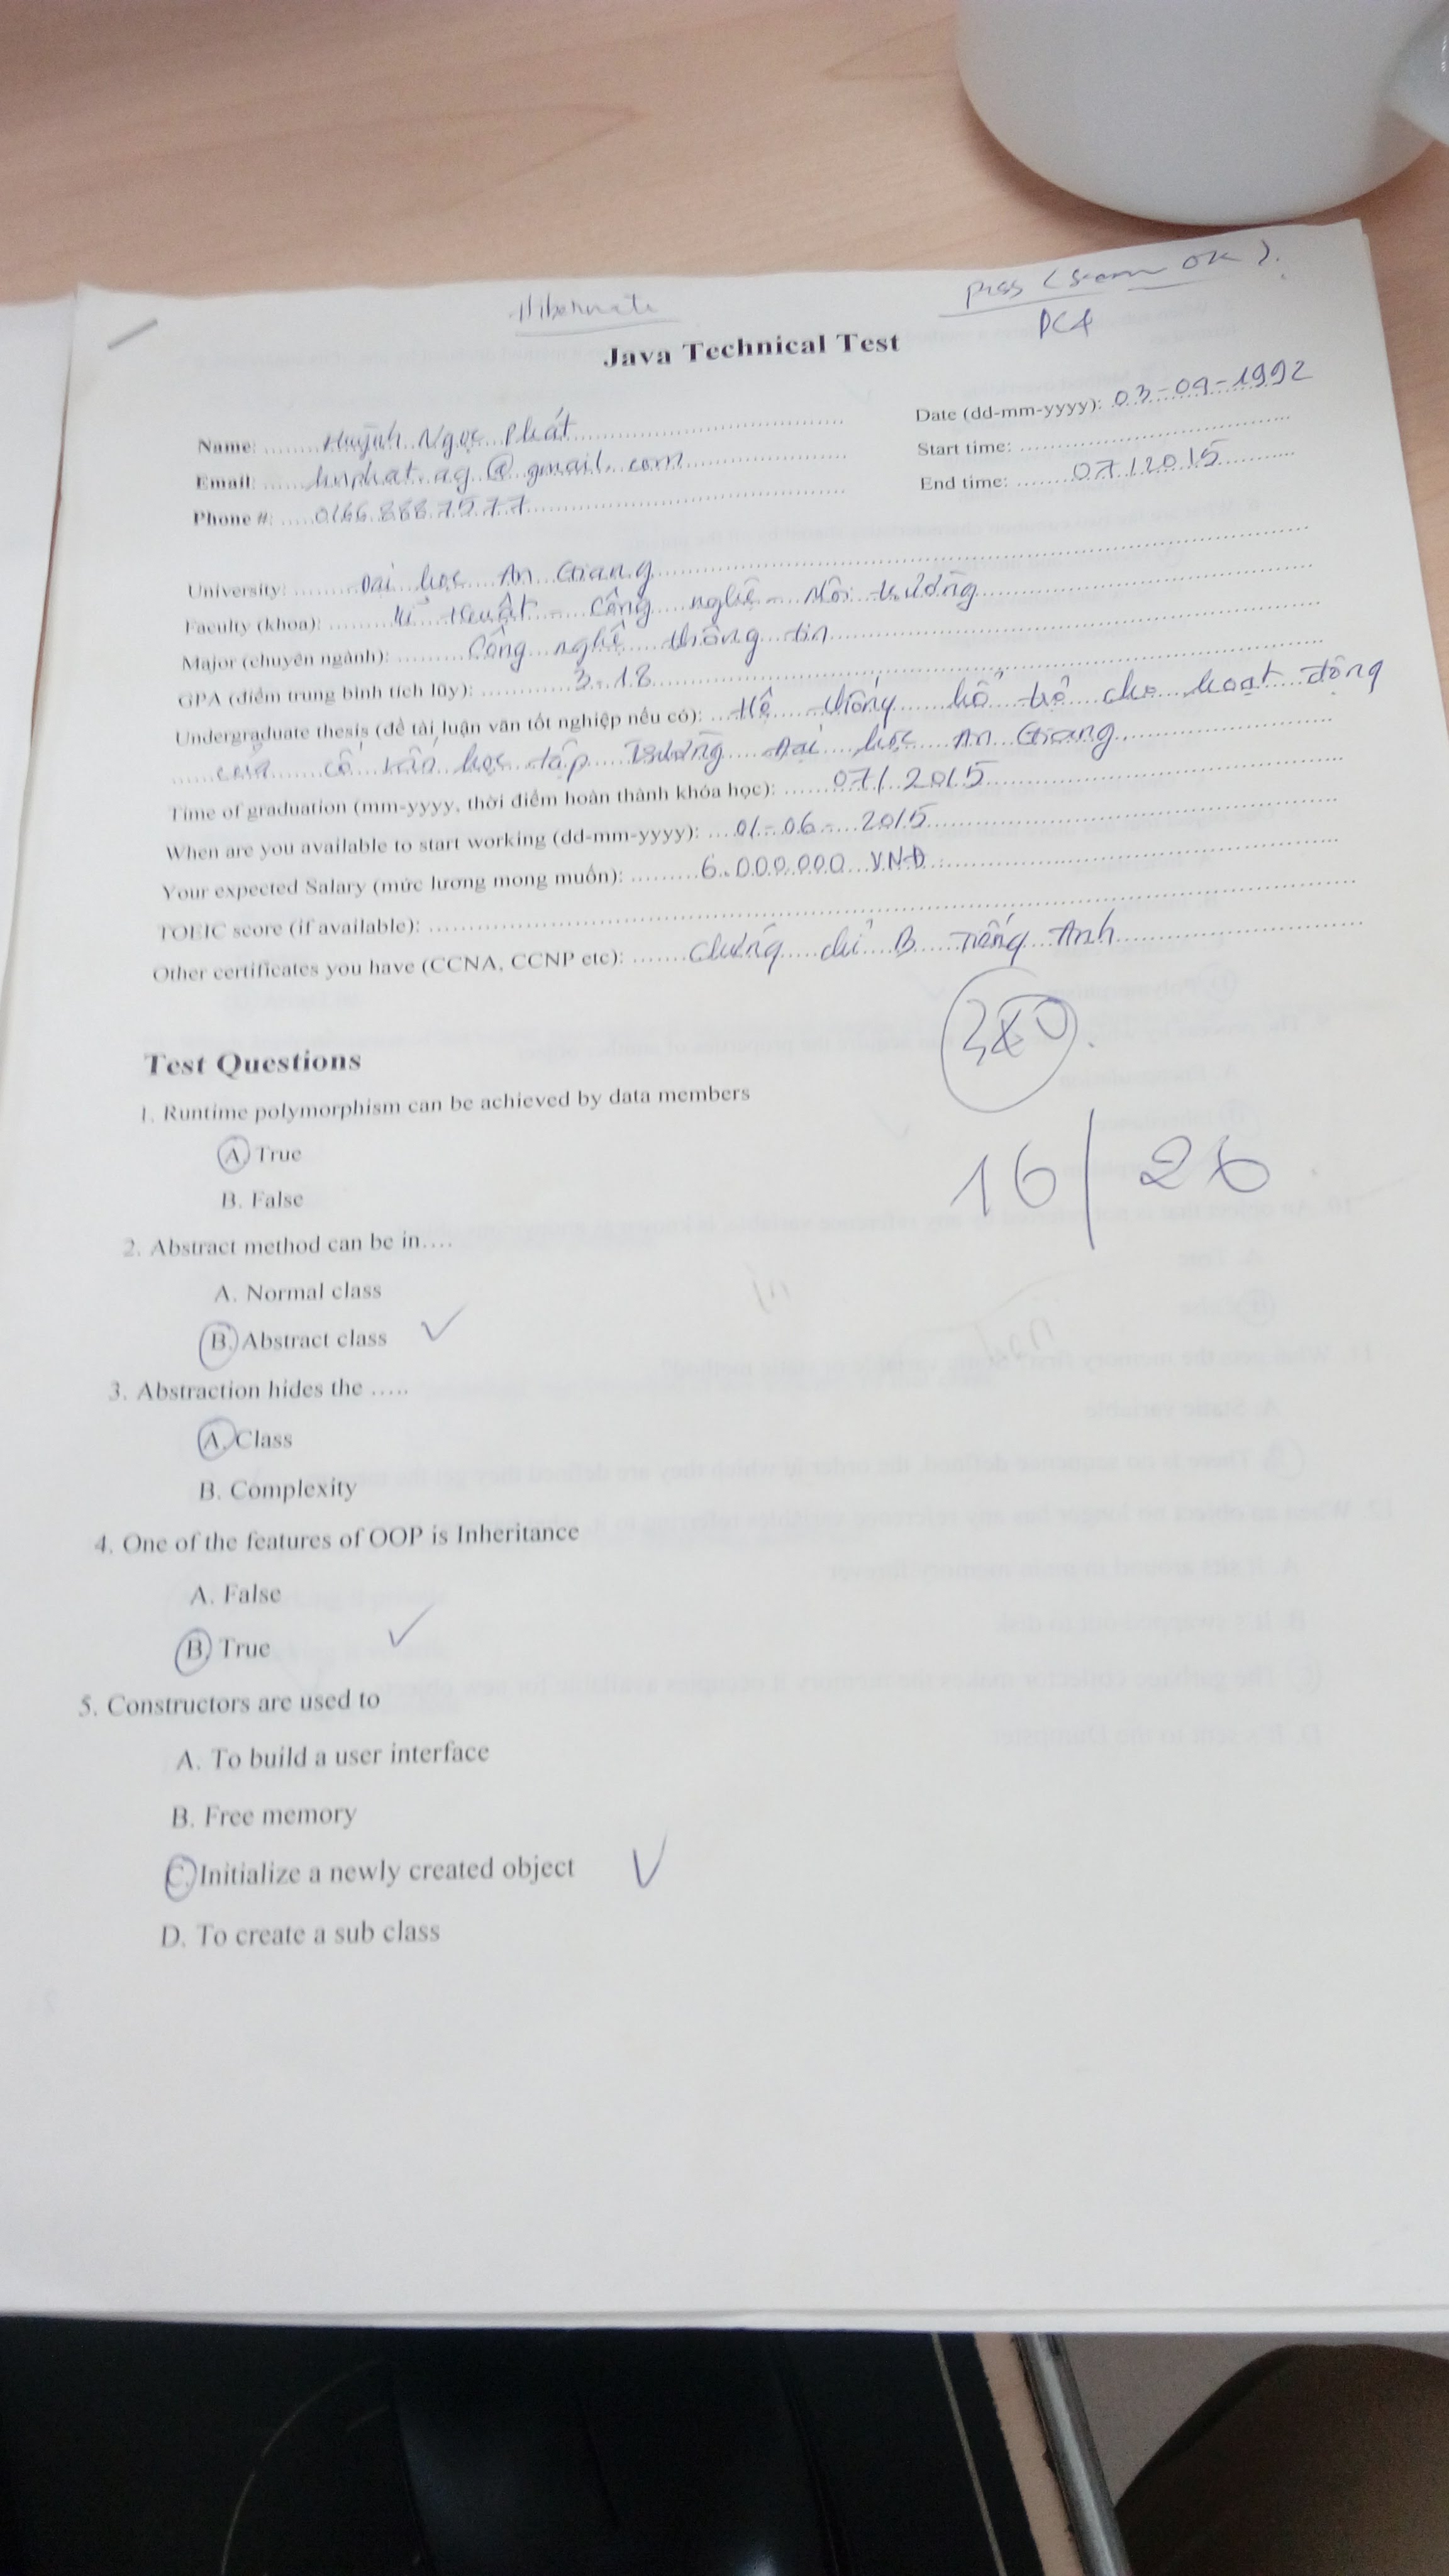 Hibernate
pass (exam OK).
DC4
Java Technical Test
Name: Huỳnh Ngọc Phát
Date (dd-mm-yyyy): 03-09-1992
Email: hnphat.ag@gmail.com
Start time:
Phone #: 0166.888.7577
End time: 07/2015
University: Đại học An Giang
Faculty (khoa): Kĩ thuật - Công nghệ - Môi trường
Major (chuyên ngành): Công nghệ thông tin
GPA (điểm trung bình tích lũy): 3.18
Undergraduate thesis (đề tài luận văn tốt nghiệp nếu có): Hệ thống hỗ trợ cho hoạt động
của cố vấn học tập Trường Đại học An Giang
Time of graduation (mm-yyyy, thời điểm hoàn thành khóa học): 07/2015
When are you available to start working (dd-mm-yyyy): 01-06-2015
Your expected Salary (mức lương mong muốn): 6.000.000 VNĐ
TOEIC score (if available):
Other certificates you have (CCNA, CCNP etc): Chứng chỉ B Tiếng Anh
Test Questions
1. Runtime polymorphism can be achieved by data members
A. True
B. False
16 | 26
2. Abstract method can be in….
A. Normal class
B. Abstract class
3. Abstraction hides the …..
A. Class
B. Complexity
4. One of the features of OOP is Inheritance
A. False
B. True
5. Constructors are used to
A. To build a user interface
B. Free memory
C. Initialize a newly created object
D. To create a sub class